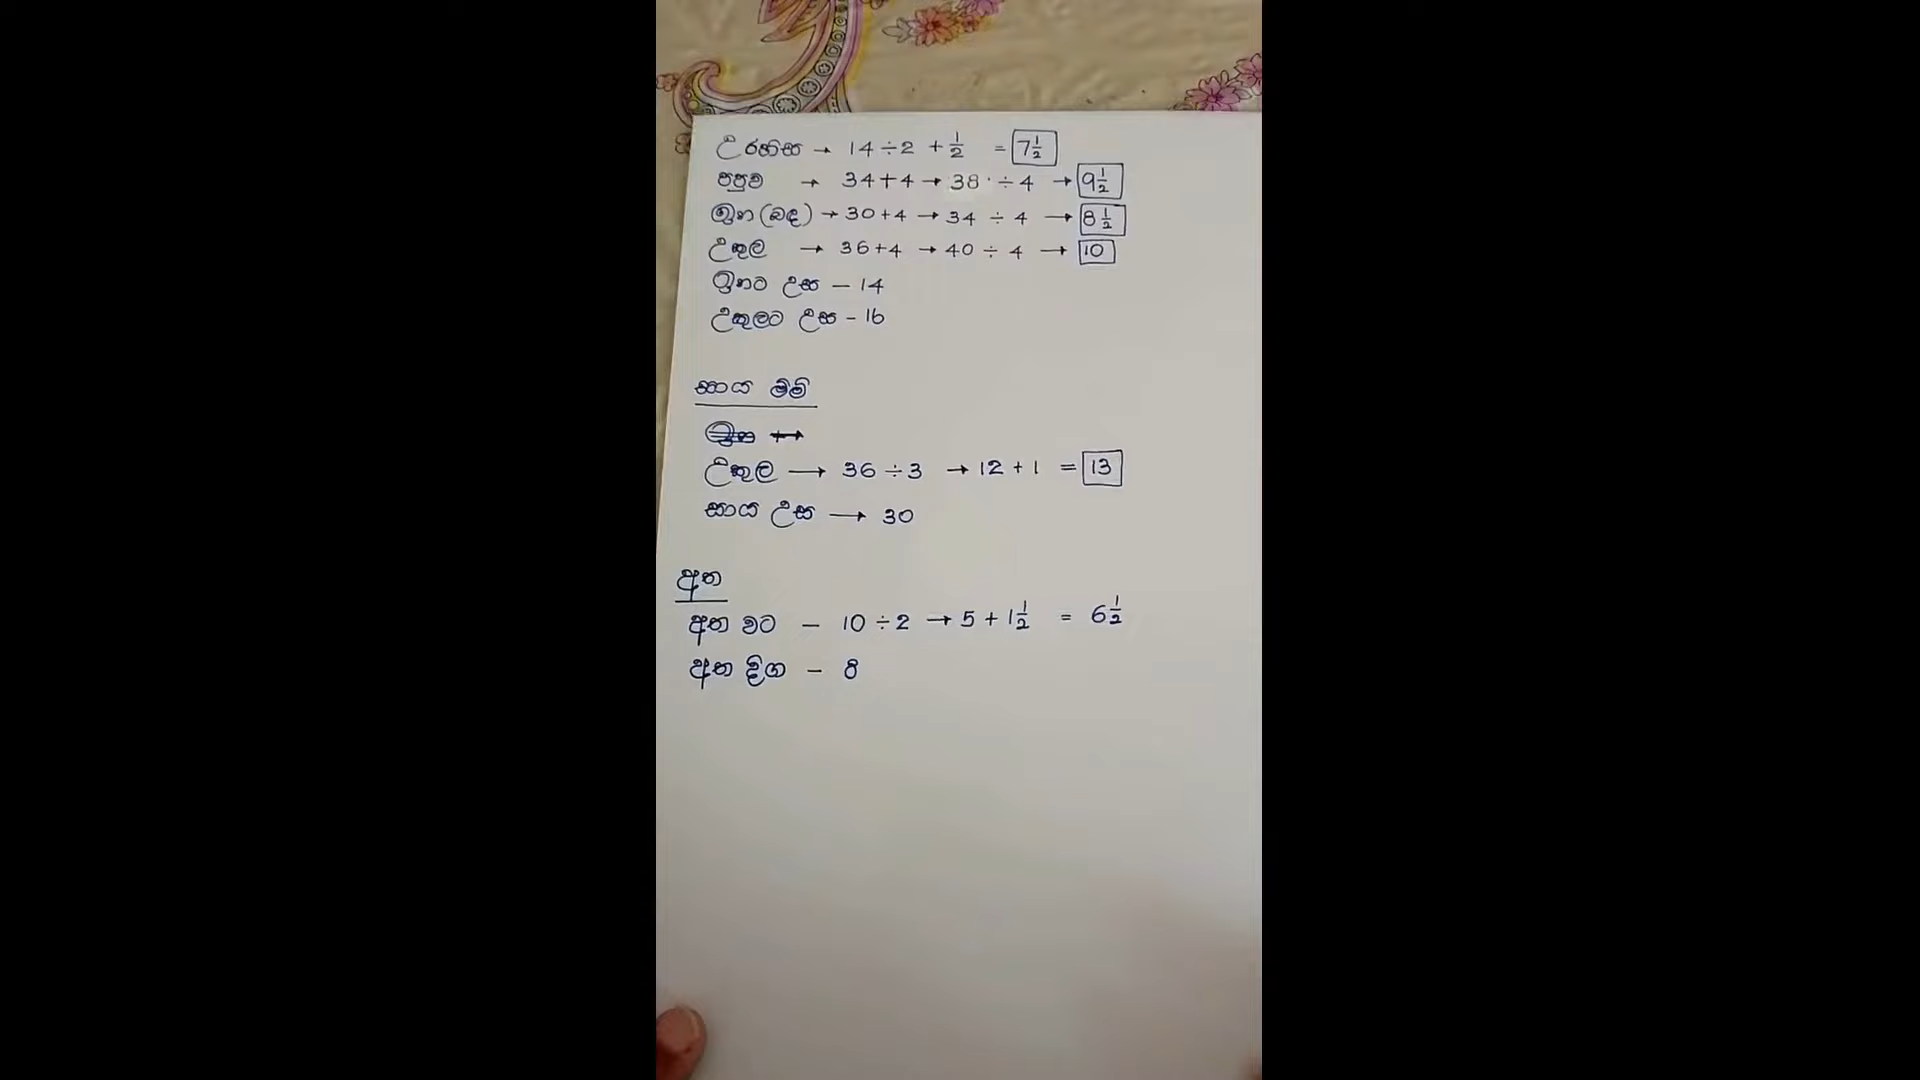 උරහිස → 14 ÷ 2 + 1/2 = 7 1/2
පපුව → 34 + 4 → 38 ÷ 4 → 9 1/2
ඉන (බඳ) → 30 + 4 → 34 ÷ 4 → 8 1/2
උකුල → 36 + 4 → 40 ÷ 4 → 10
ඉනට උස – 14
උකුලට උස – 16
සාය මිමි
ඉන →
උකුල → 36 ÷ 3 → 12 + 1 = 13
සාය උස → 30
අත
අත වට – 10 ÷ 2 → 5 + 1 1/2 = 6 1/2
අත දිග – 8